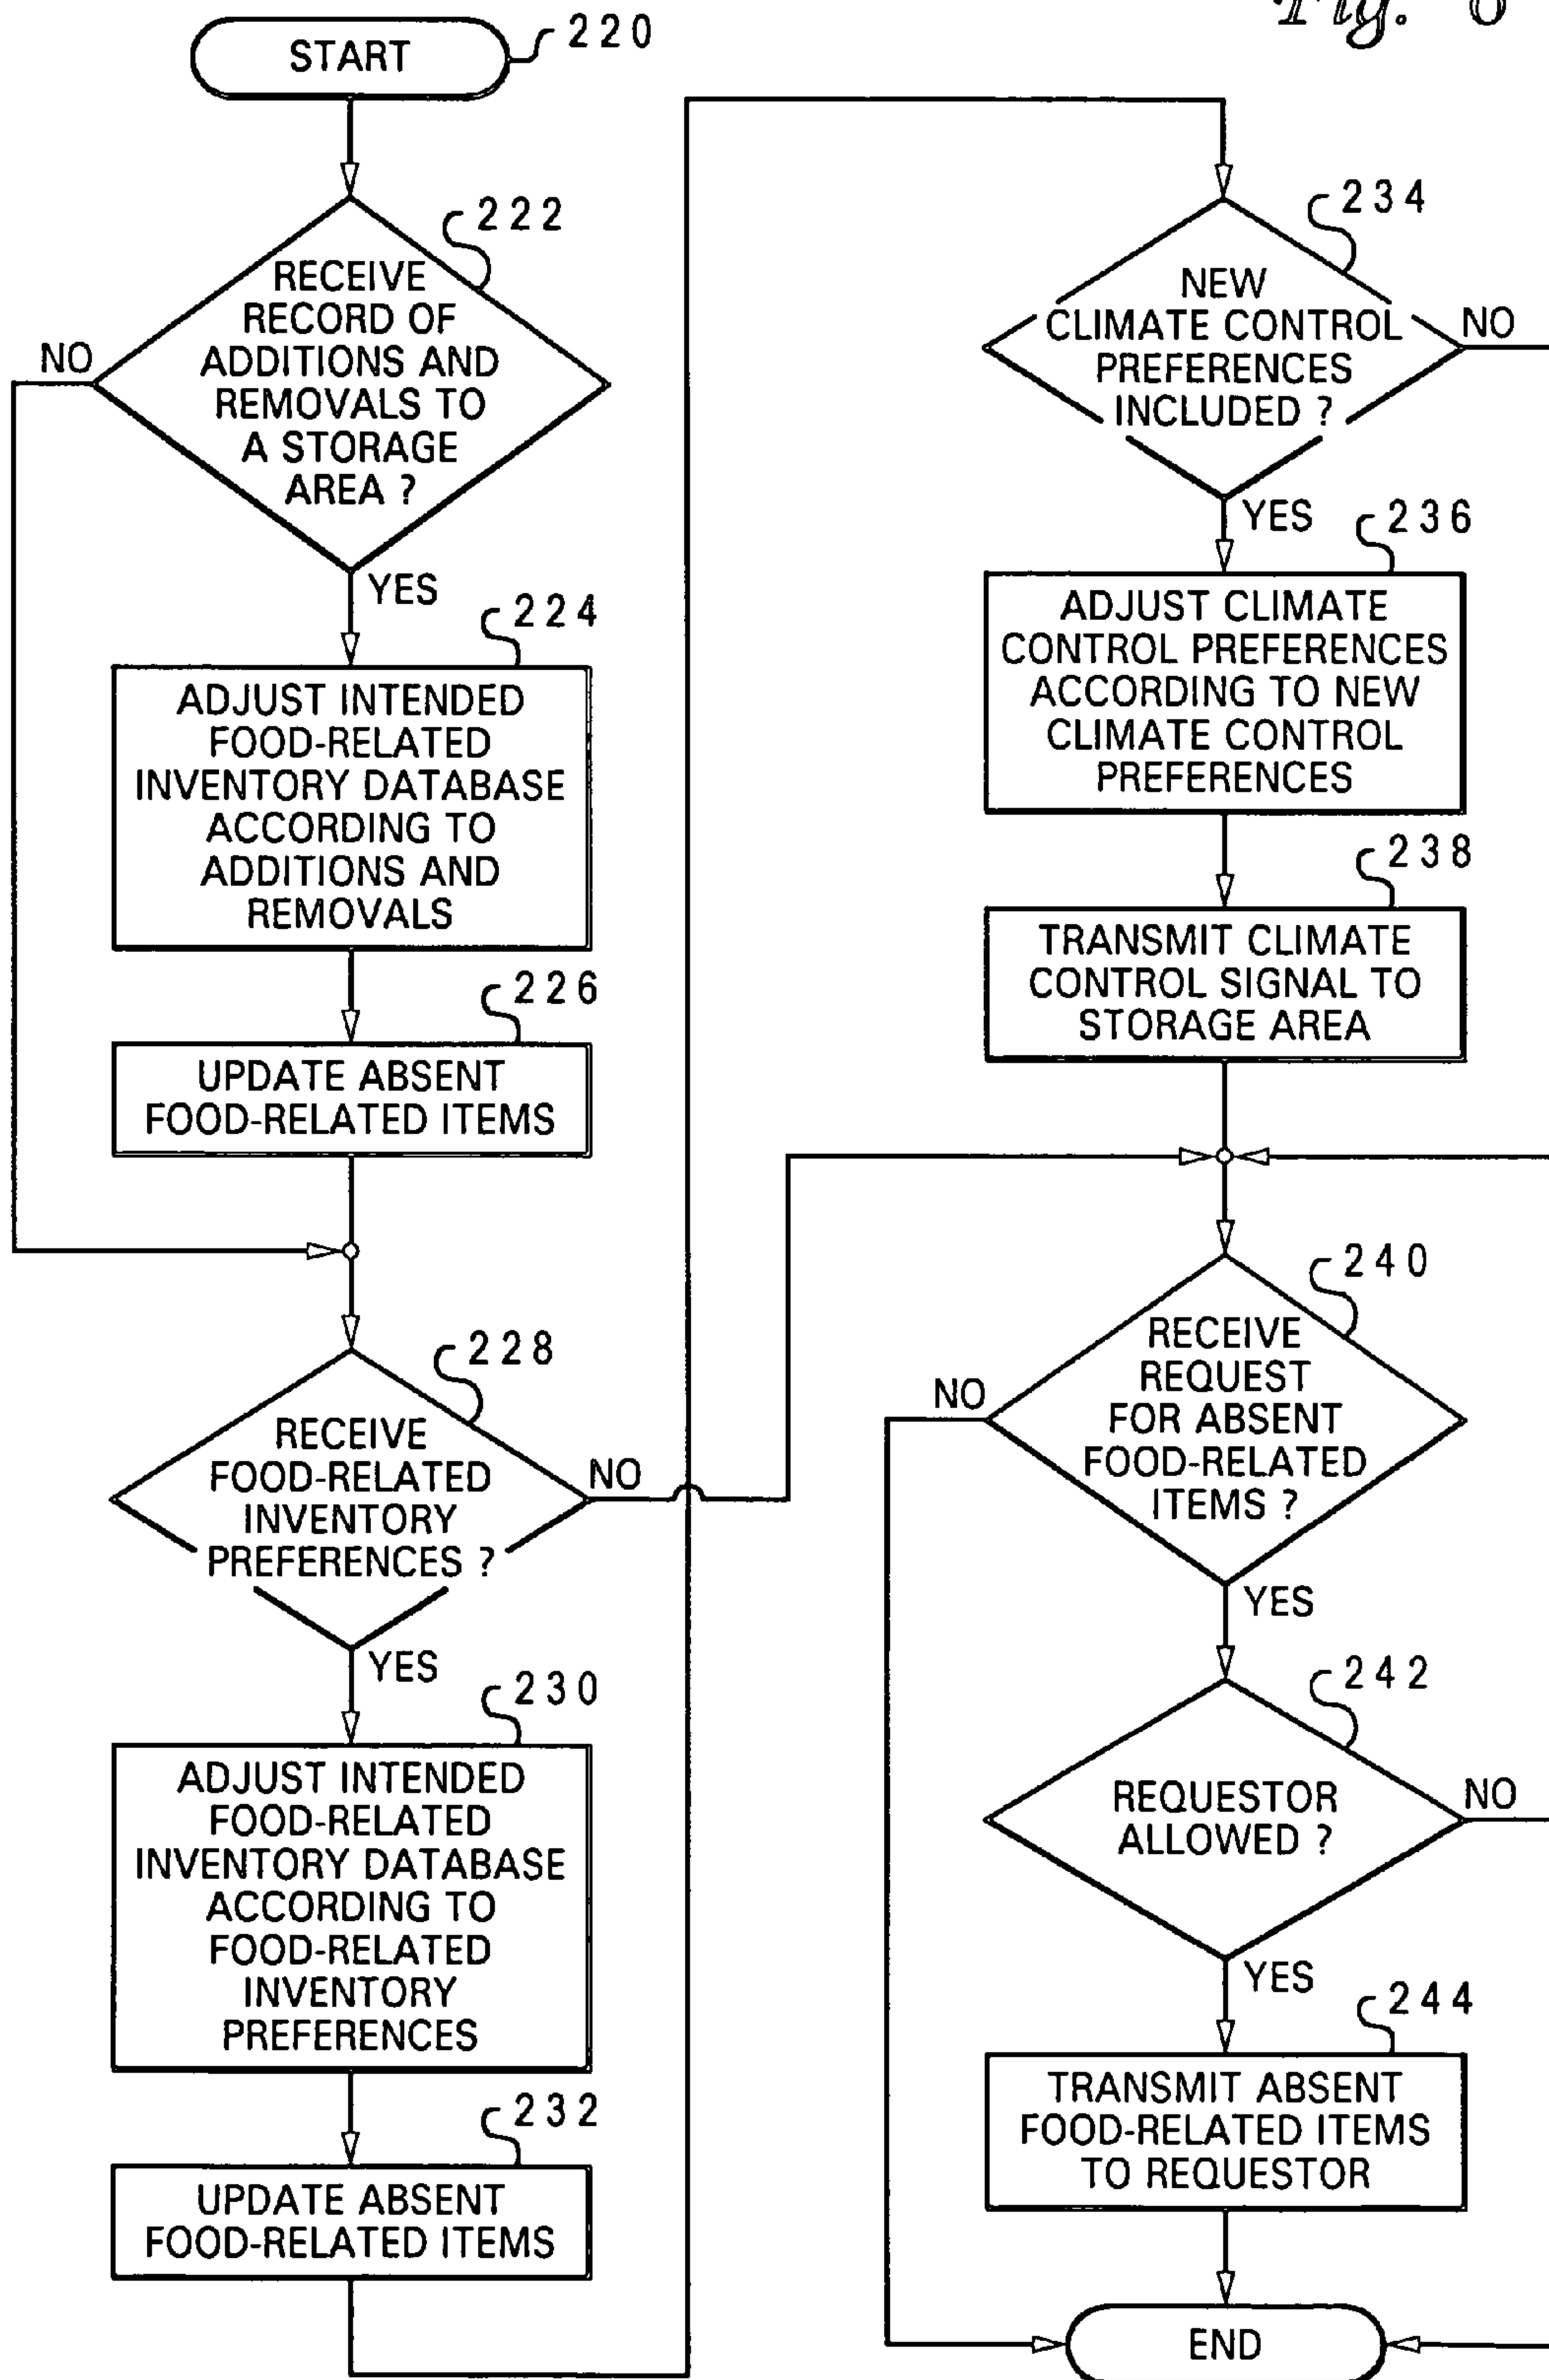 Fig. 8
START
220
222
RECEIVE
RECORD OF
ADDITIONS AND
REMOVALS TO
A STORAGE
AREA ?
NO
YES
224
ADJUST INTENDED
FOOD-RELATED
INVENTORY DATABASE
ACCORDING TO
ADDITIONS AND
REMOVALS
226
UPDATE ABSENT
FOOD-RELATED ITEMS
228
RECEIVE
FOOD-RELATED
INVENTORY
PREFERENCES ?
NO
YES
230
ADJUST INTENDED
FOOD-RELATED
INVENTORY DATABASE
ACCORDING TO
FOOD-RELATED
INVENTORY
PREFERENCES
232
UPDATE ABSENT
FOOD-RELATED ITEMS
234
NEW
CLIMATE CONTROL
PREFERENCES
INCLUDED ?
NO
YES
236
ADJUST CLIMATE
CONTROL PREFERENCES
ACCORDING TO NEW
CLIMATE CONTROL
PREFERENCES
238
TRANSMIT CLIMATE
CONTROL SIGNAL TO
STORAGE AREA
240
RECEIVE
REQUEST
FOR ABSENT
FOOD-RELATED
ITEMS ?
NO
YES
242
REQUESTOR
ALLOWED ?
NO
YES
244
TRANSMIT ABSENT
FOOD-RELATED ITEMS
TO REQUESTOR
END